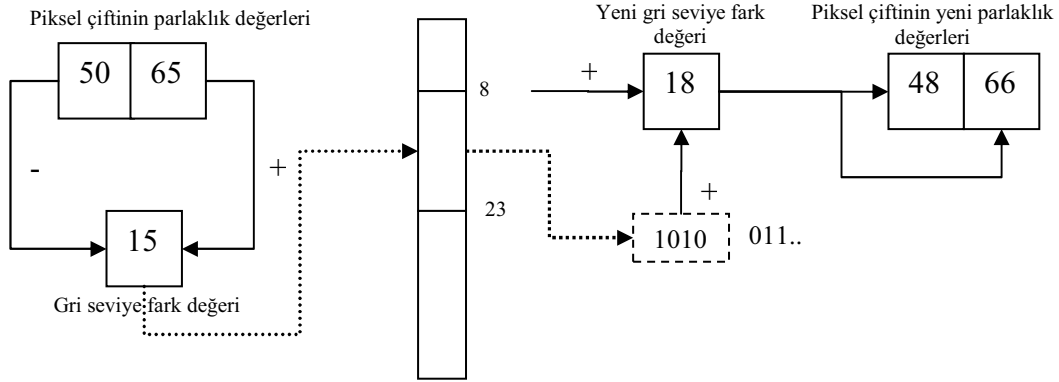 Piksel çiftinin parlaklık değerleri
50 65
-
+
15
Gri seviye fark değeri
8
23
+
Yeni gri seviye fark
değeri
18
+
1010 011..
Piksel çiftinin yeni parlaklık
değerleri
48 66